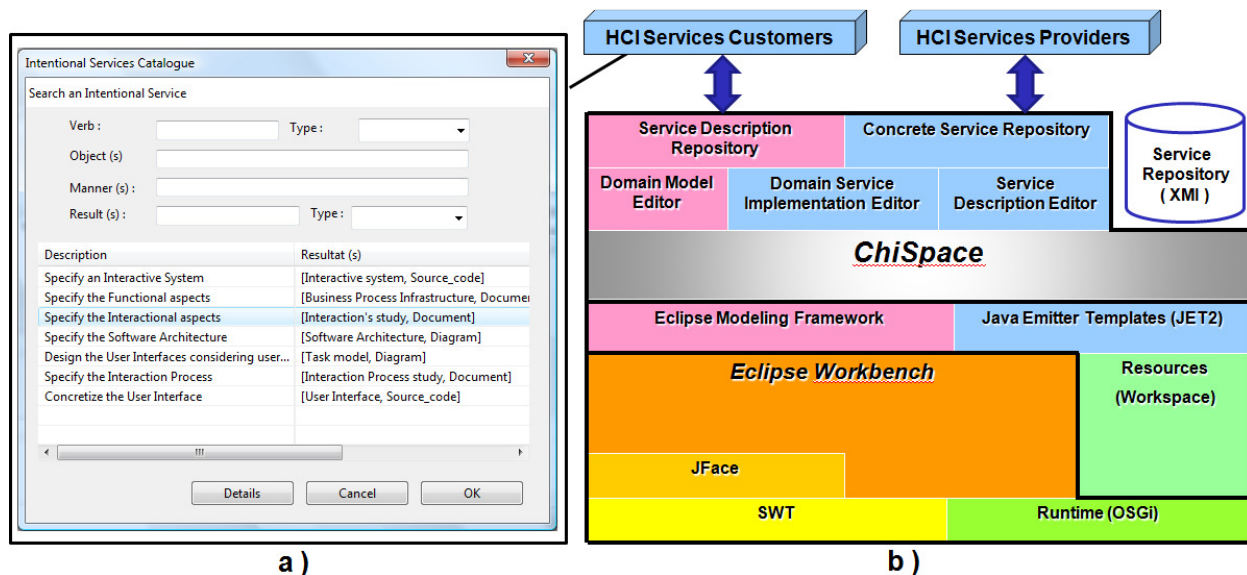 Intentional Services Catalogue
Search an Intentional Service
Verb :
Type :
Object (s)
Manner (s) :
Result (s) :
Type :
Description
Resultat (s)
Specify an Interactive System
[Interactive system, Source_code]
Specify the Functional aspects
[Business Process Infrastructure, Documen
Specify the Interactional aspects
[Interaction's study, Document]
Specify the Software Architecture
[Software Architecture, Diagram]
Design the User Interfaces considering user...
[Task model, Diagram]
Specify the Interaction Process
[Interaction Process study, Document]
Concretize the User Interface
[User Interface, Source_code]
Details
Cancel
OK
a )
HCI Services Customers
HCI Services Providers
Service Description
Repository
Concrete Service Repository
Service
Repository
( XMI )
Domain Model
Editor
Domain Service
Implementation Editor
Service
Description Editor
ChiSpace
Eclipse Modeling Framework
Java Emitter Templates (JET2)
Eclipse Workbench
Resources
(Workspace)
JFace
SWT
Runtime (OSGi)
b )